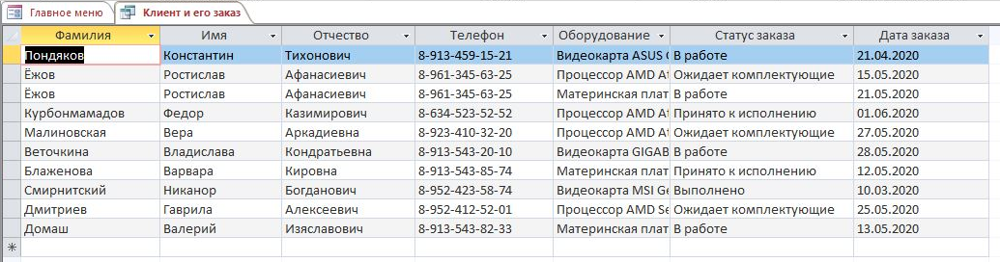 Главное меню Клиент и его заказ
Фамилия Имя Отчество Телефон Оборудование Статус заказа Дата заказа
Пондяков Константин Тихонович 8-913-459-15-21 Видеокарта ASUS В работе 21.04.2020
Ёжов Ростислав Афанасиевич 8-961-345-63-25 Процессор AMD Ожидает комплектующие 15.05.2020
Ёжов Ростислав Афанасиевич 8-961-345-63-25 Материнская плат В работе 21.05.2020
Курбонмамадов Федор Казимирович 8-634-523-52-52 Процессор AMD Принято к исполнению 01.06.2020
Малиновская Вера Аркадиевна 8-923-410-32-20 Процессор AMD Ожидает комплектующие 27.05.2020
Веточкина Владислава Кондратьевна 8-913-543-20-10 Видеокарта GIGAB В работе 28.05.2020
Блаженова Варвара Кировна 8-913-543-85-74 Материнская плат Принято к исполнению 12.05.2020
Смирнитский Никанор Богданович 8-952-423-58-74 Видеокарта MSI Ge Выполнено 10.03.2020
Дмитриев Гаврила Алексеевич 8-952-412-52-01 Процессор AMD Se Ожидает комплектующие 25.05.2020
Домаш Валерий Изяславович 8-913-543-82-33 Материнская плат В работе 13.05.2020